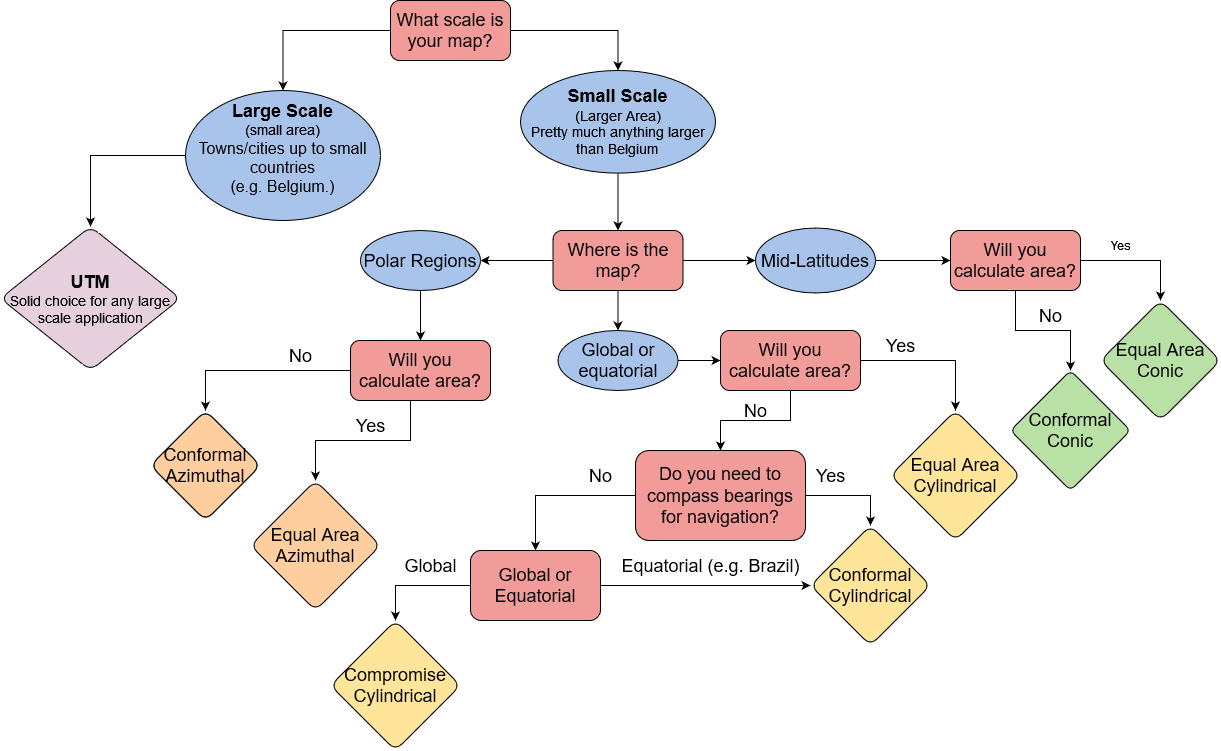 What scale is
your map?
Large Scale
(small area)
Towns/cities up to small
countries
(e.g. Belgium.)
Small Scale
(Larger Area)
Pretty much anything larger
than Belgium
UTM
Solid choice for any large
scale application
Polar Regions
Where is the
map?
Mid-Latitudes
Will you
calculate area?
Yes
No
Equal Area
Conic
Conformal
Conic
Global or
equatorial
Will you
calculate area?
Yes
No
Equal Area
Cylindrical
Will you
calculate area?
No
Yes
Conformal
Azimuthal
Equal Area
Azimuthal
Do you need to
compass bearings
for navigation?
No
Yes
Global or
Equatorial
Global
Equatorial (e.g. Brazil)
Conformal
Cylindrical
Compromise
Cylindrical